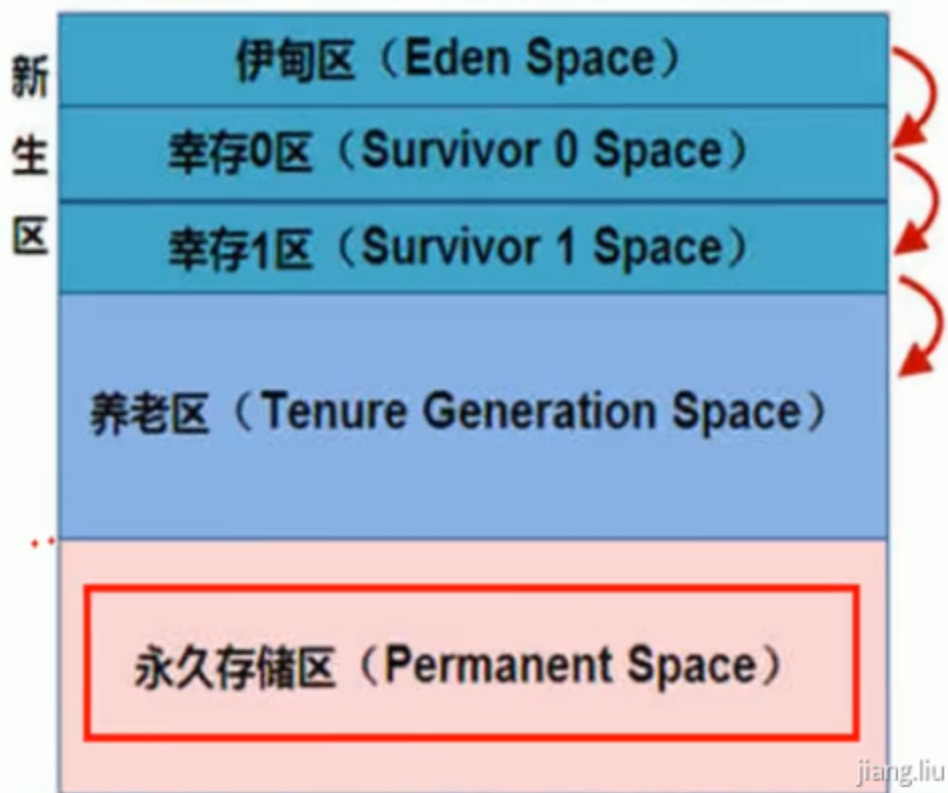 新生区
伊甸区（Eden Space）
幸存0区（Survivor 0 Space）
幸存1区（Survivor 1 Space）
养老区（Tenure Generation Space）
永久存储区（Permanent Space）
jiang.liu